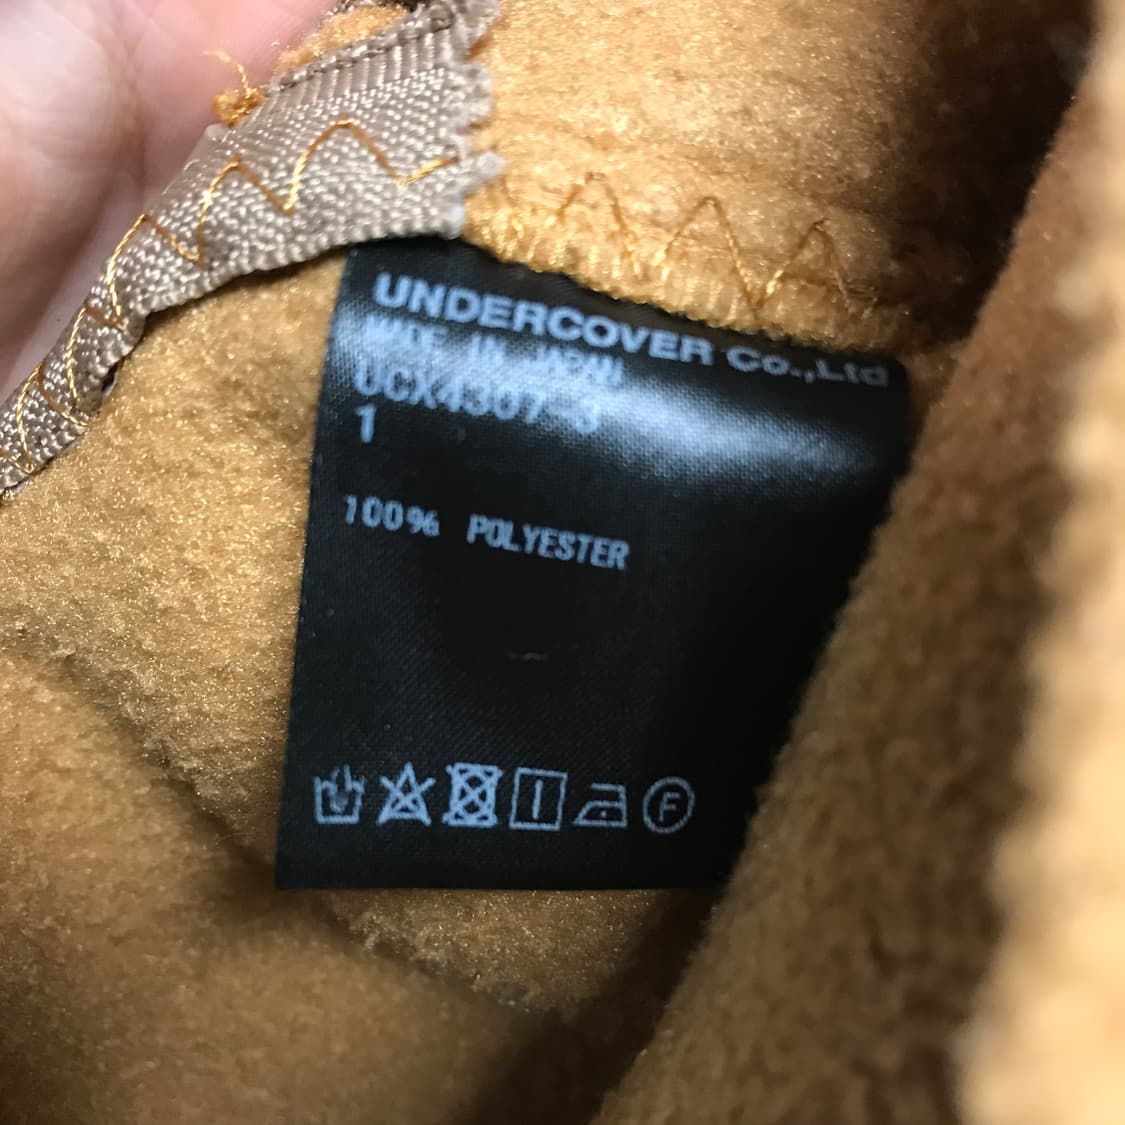 UNDERCOVER Co.,Ltd
MADE IN JAPAN
UCX4307-3
1
100% POLYESTER
F